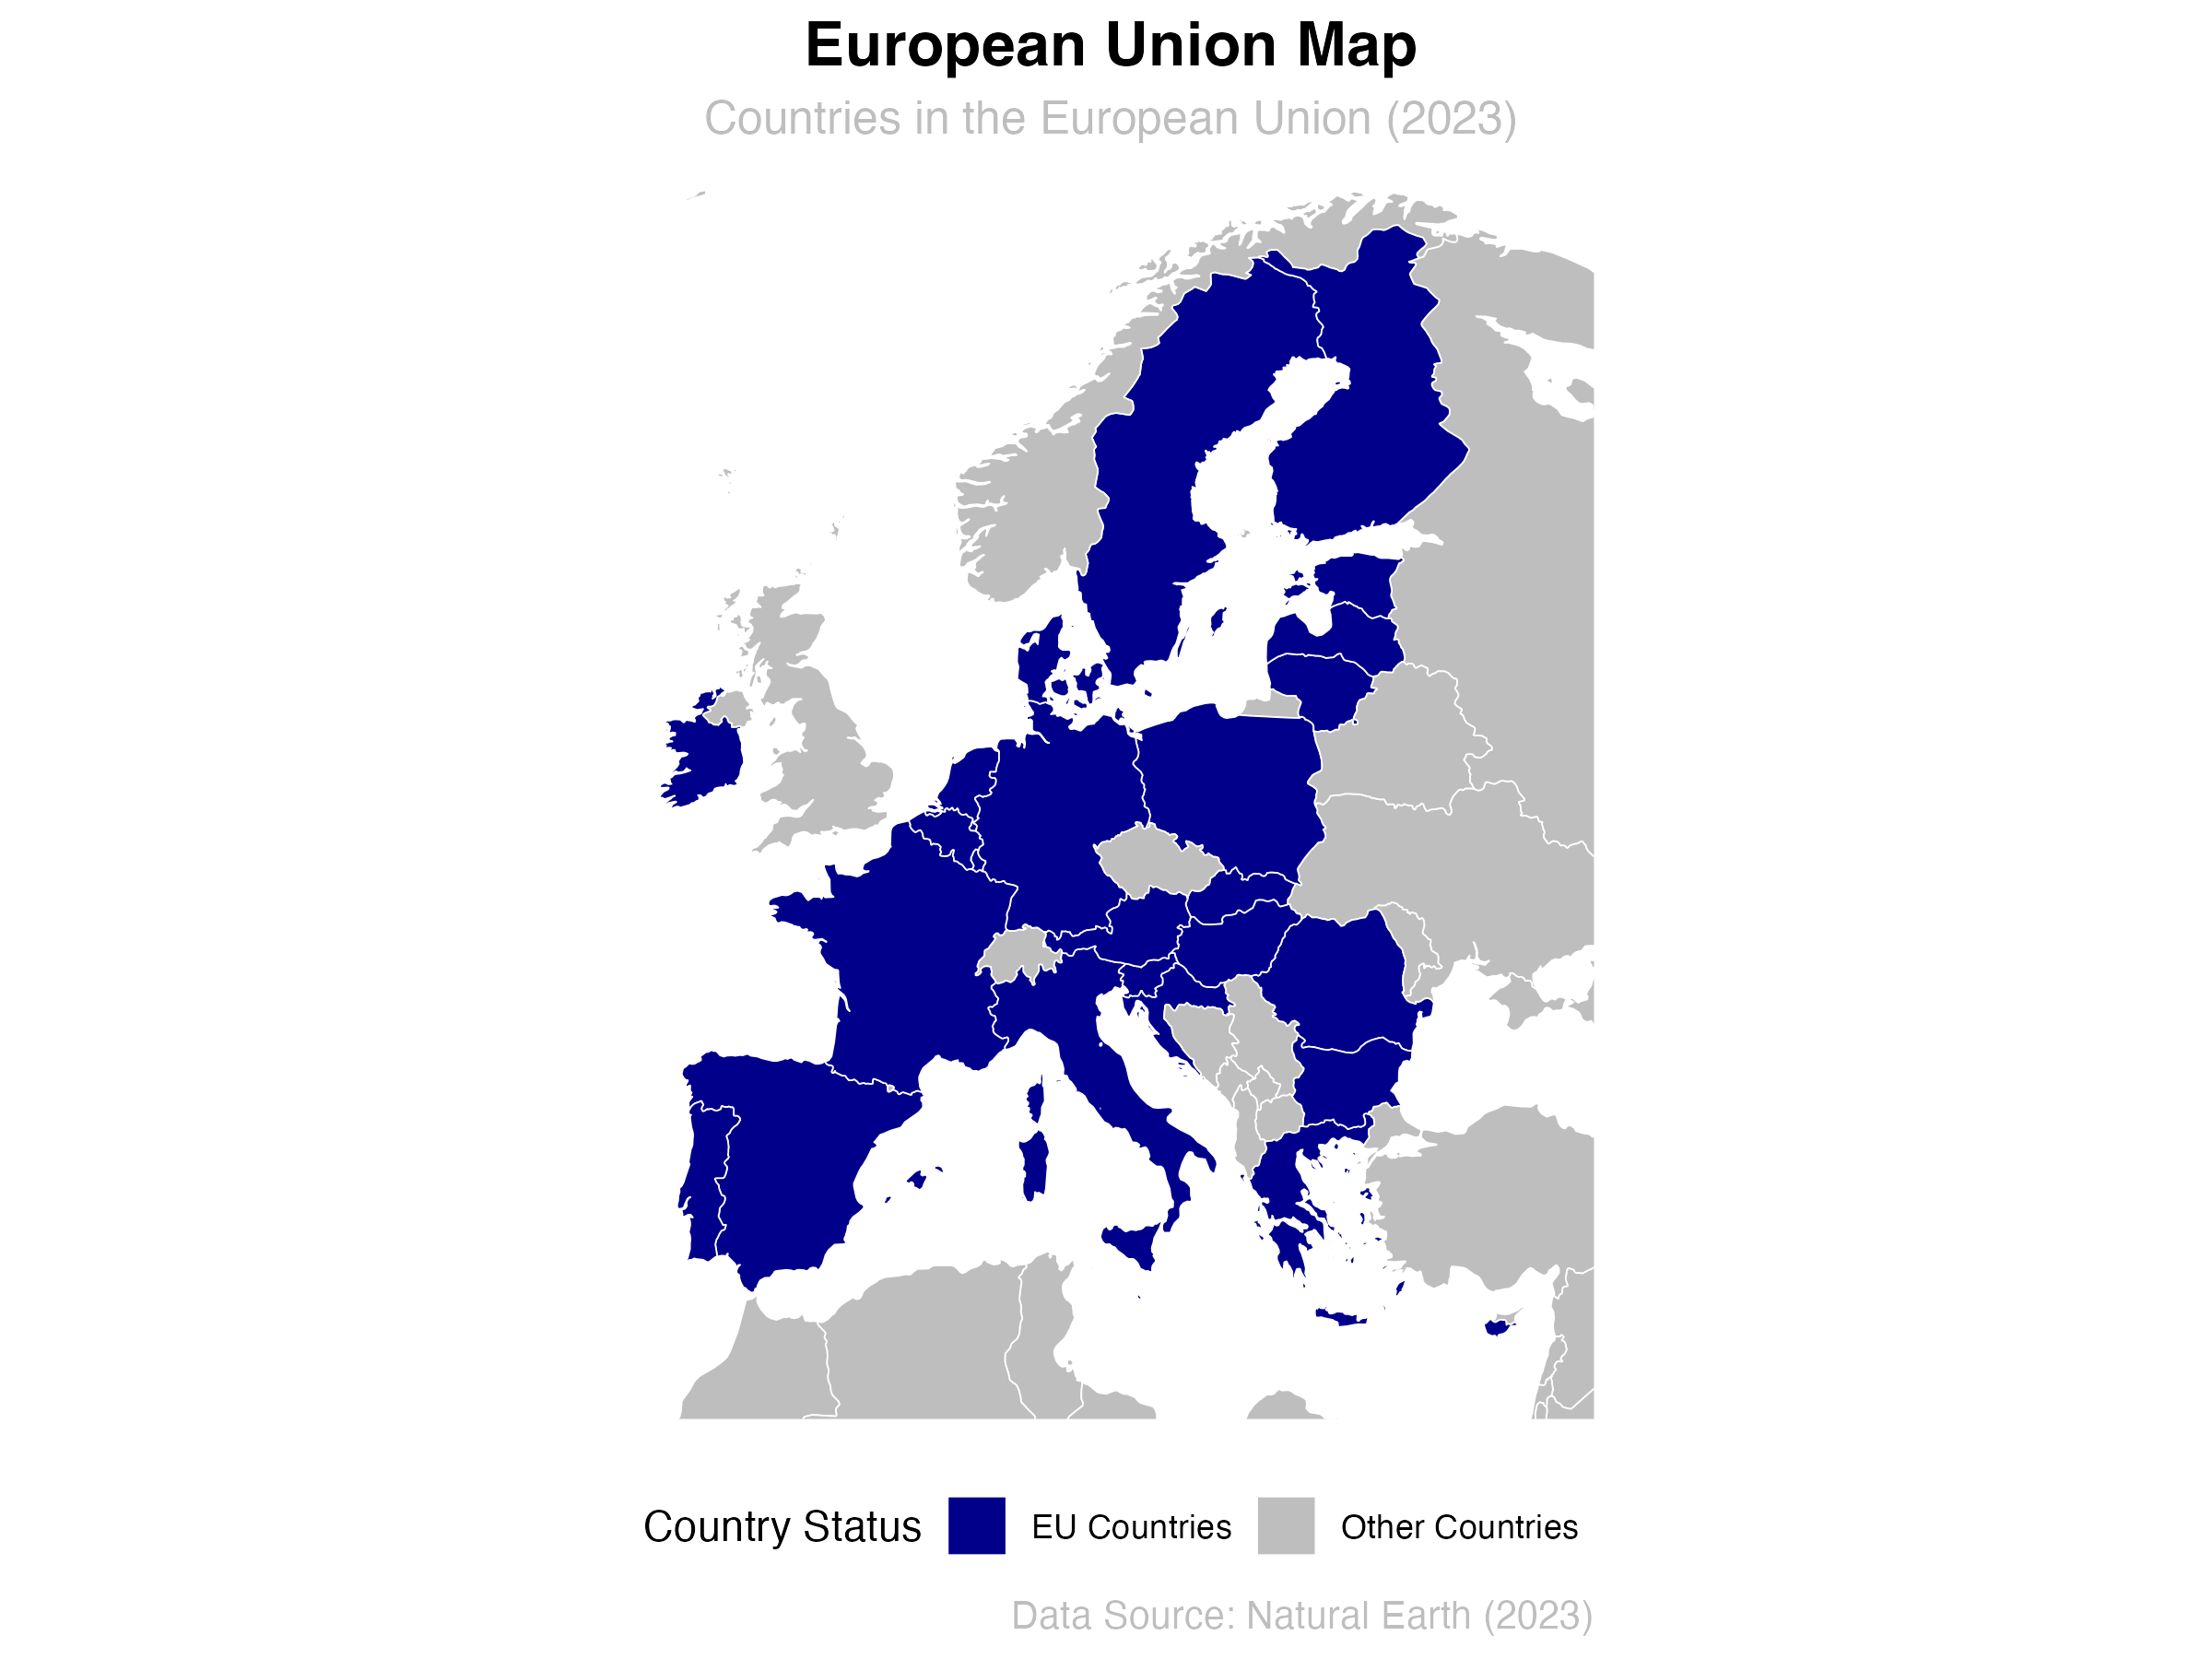 European Union Map
Countries in the European Union (2023)
Country Status EU Countries Other Countries
Data Source: Natural Earth (2023)